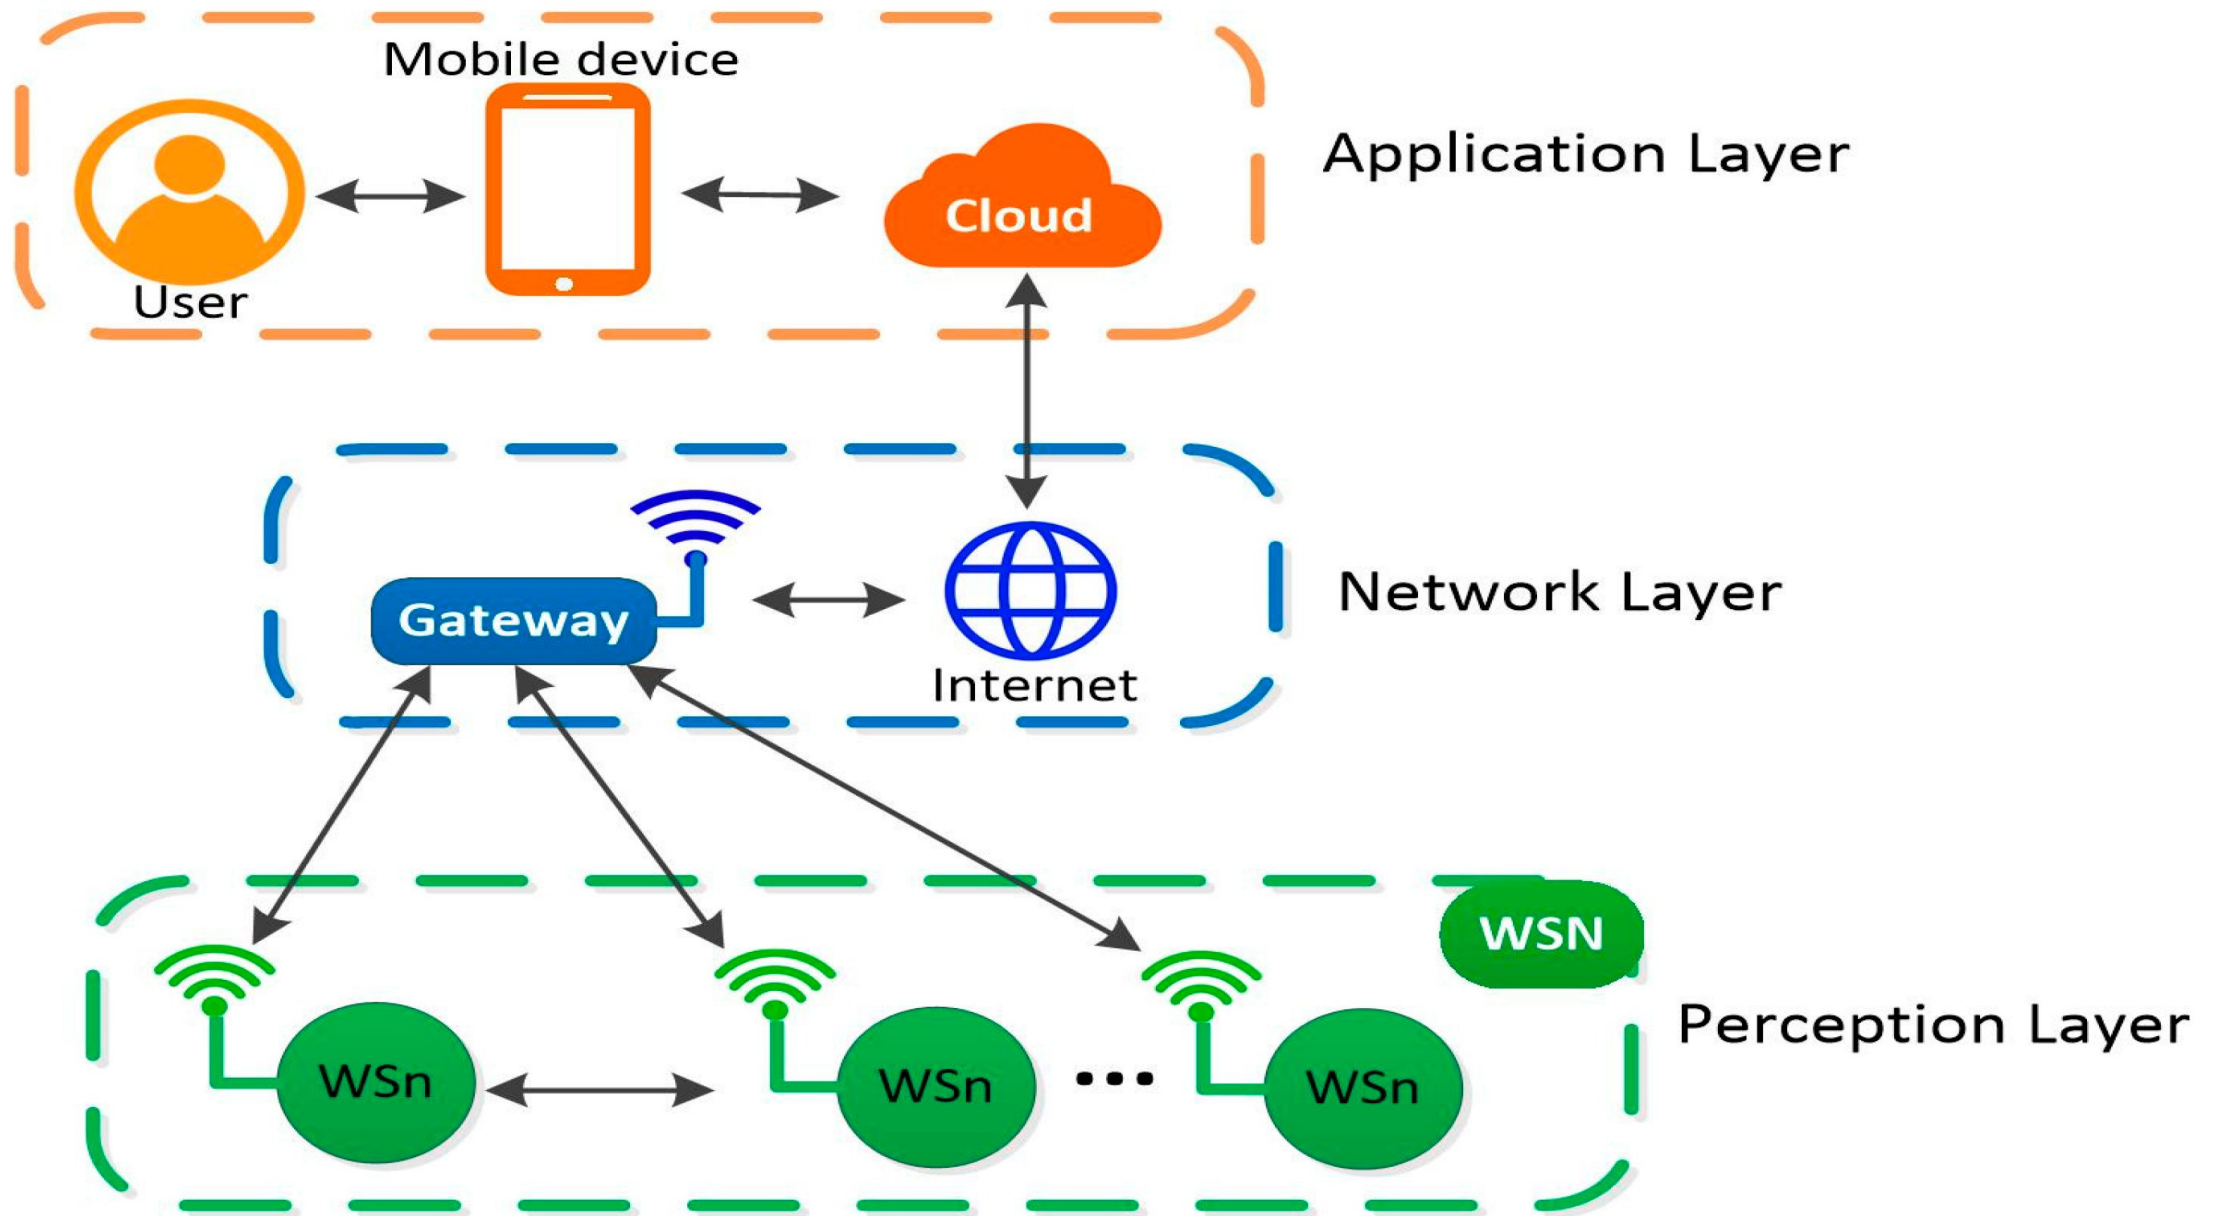 Mobile device
Cloud
User
Application Layer
Gateway
Internet
Network Layer
WSN
WSn
WSn
...
WSn
Perception Layer